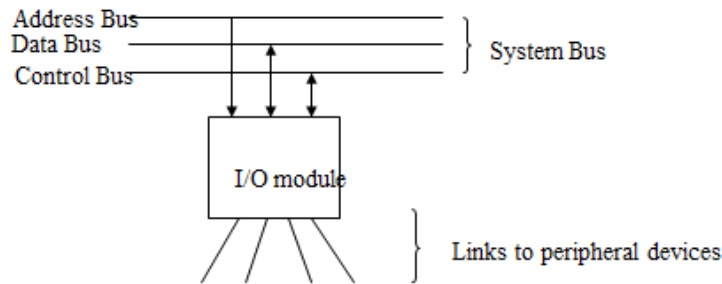 Address Bus
Data Bus
System Bus
Control Bus
I/O module
Links to peripheral devices